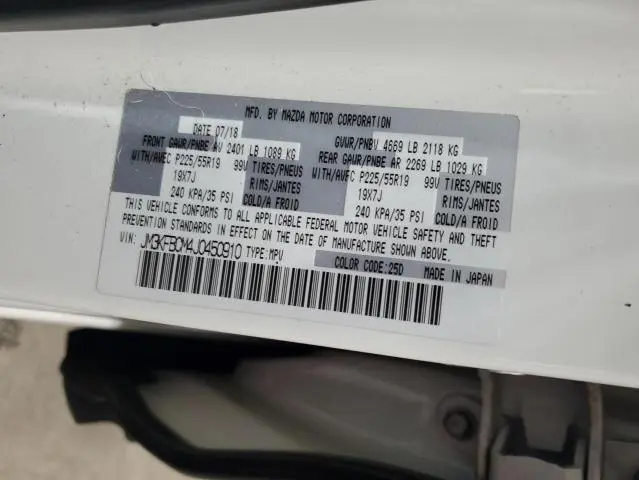 MFD. BY MAZDA MOTOR CORPORATION
DATE 07/18
GVWR/PNBV 4669 LB 2118 KG
FRONT GAWR/PNBE AV 2401 LB 1089 KG
WITH/AVEC P225/55R19 99V TIRES/PNEUS
19X7J RIMS/JANTES
240 KPA/35 PSI COLD/A FROID
REAR GAWR/PNBE AR 2269 LB 1029 KG
WITH/AVEC P225/55R19 99V TIRES/PNEUS
19X7J RIMS/JANTES
240 KPA/35 PSI COLD/A FROID
THIS VEHICLE CONFORMS TO ALL APPLICABLE FEDERAL MOTOR VEHICLE SAFETY AND THEFT
PREVENTION STANDARDS IN EFFECT ON THE DATE OF MANUFACTURE SHOWN ABOVE.
VIN: JM3KFBCM4J0450910 TYPE:MPV
COLOR CODE:25D MADE IN JAPAN